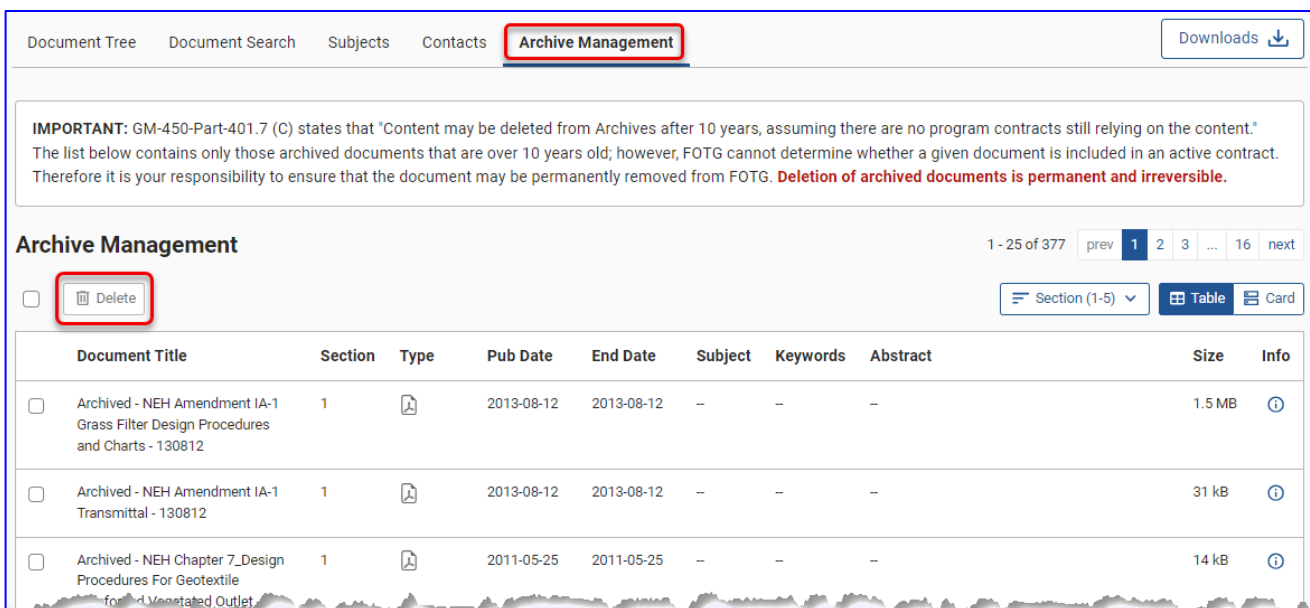 Document Tree Document Search Subjects Contacts Archive Management Downloads
IMPORTANT: GM-450-Part-401.7 (C) states that "Content may be deleted from Archives after 10 years, assuming there are no program contracts still relying on the content."
The list below contains only those archived documents that are over 10 years old; however, FOTG cannot determine whether a given document is included in an active contract.
Therefore it is your responsibility to ensure that the document may be permanently removed from FOTG. Deletion of archived documents is permanent and irreversible.
Archive Management 1 - 25 of 377 prev 1 2 3 ... 16 next
Delete Section (1-5) Table Card
Document Title Section Type Pub Date End Date Subject Keywords Abstract Size Info
Archived - NEH Amendment IA-1 1 2013-08-12 2013-08-12 -- -- -- 1.5 MB
Grass Filter Design Procedures
and Charts - 130812
Archived - NEH Amendment IA-1 1 2013-08-12 2013-08-12 -- -- -- 31 kB
Transmittal - 130812
Archived - NEH Chapter 7_Design 1 2011-05-25 2011-05-25 -- -- -- 14 kB
Procedures For Geotextile
Vegetated Outlet